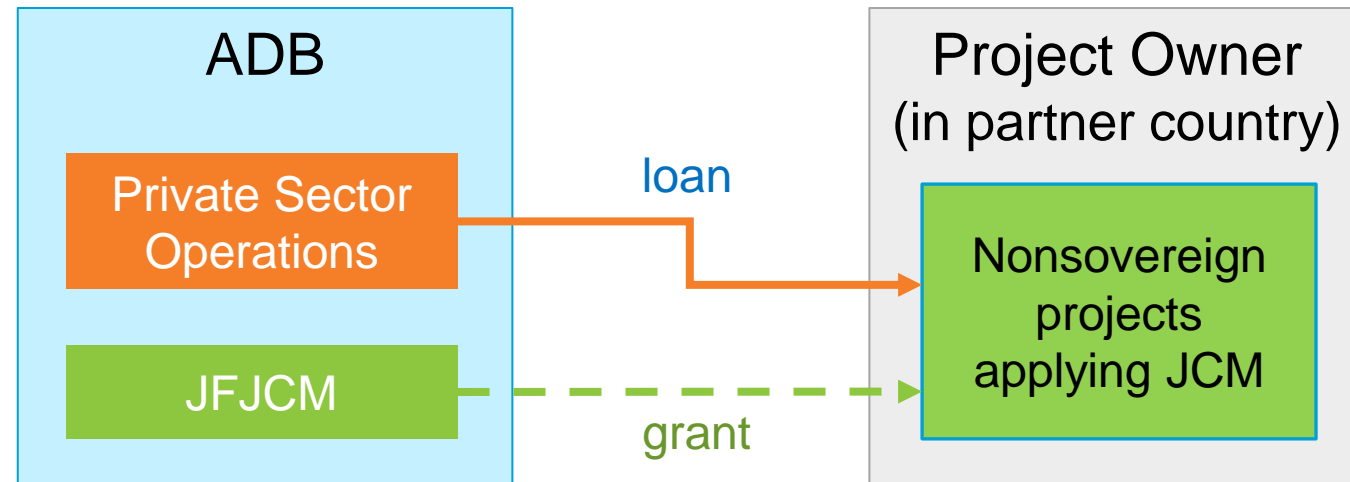 ADB
Private Sector
Operations
JFJCM
loan
grant
Project Owner
(in partner country)
Nonsovereign
projects
applying JCM